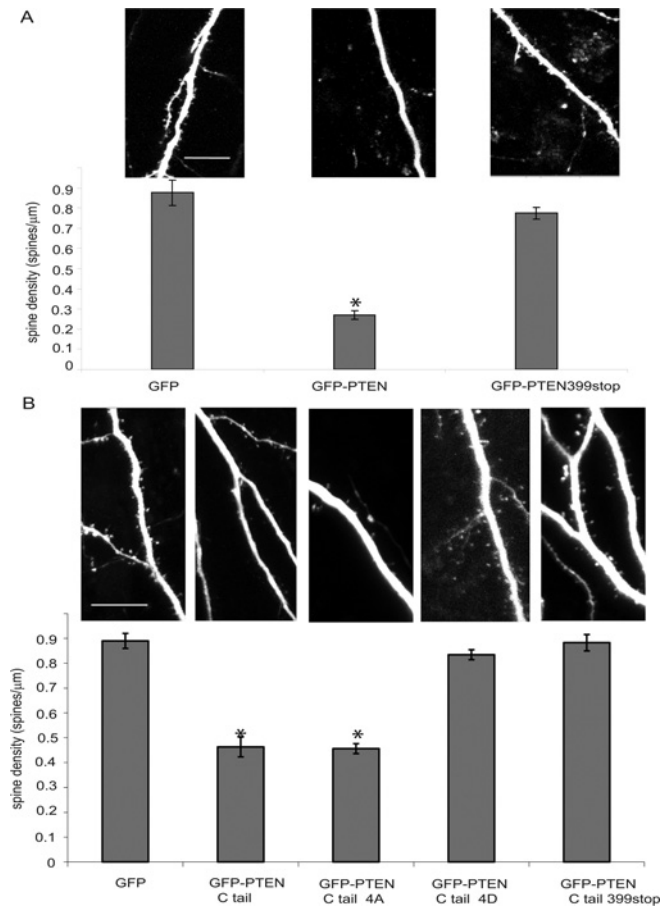 A
spine density (spines/µm)
0.9
0.8
0.7
0.6
0.5
0.4
0.3
0.2
0.1
0
*
GFP
GFP-PTEN
GFP-PTEN399stop
B
spine density (spines/µm)
0.9
0.8
0.7
0.6
0.5
0.4
0.3
0.2
0.1
0
*
*
GFP
GFP-PTEN
C tail
GFP-PTEN
C tail 4A
GFP-PTEN
C tail 4D
GFP-PTEN
C tail 399stop